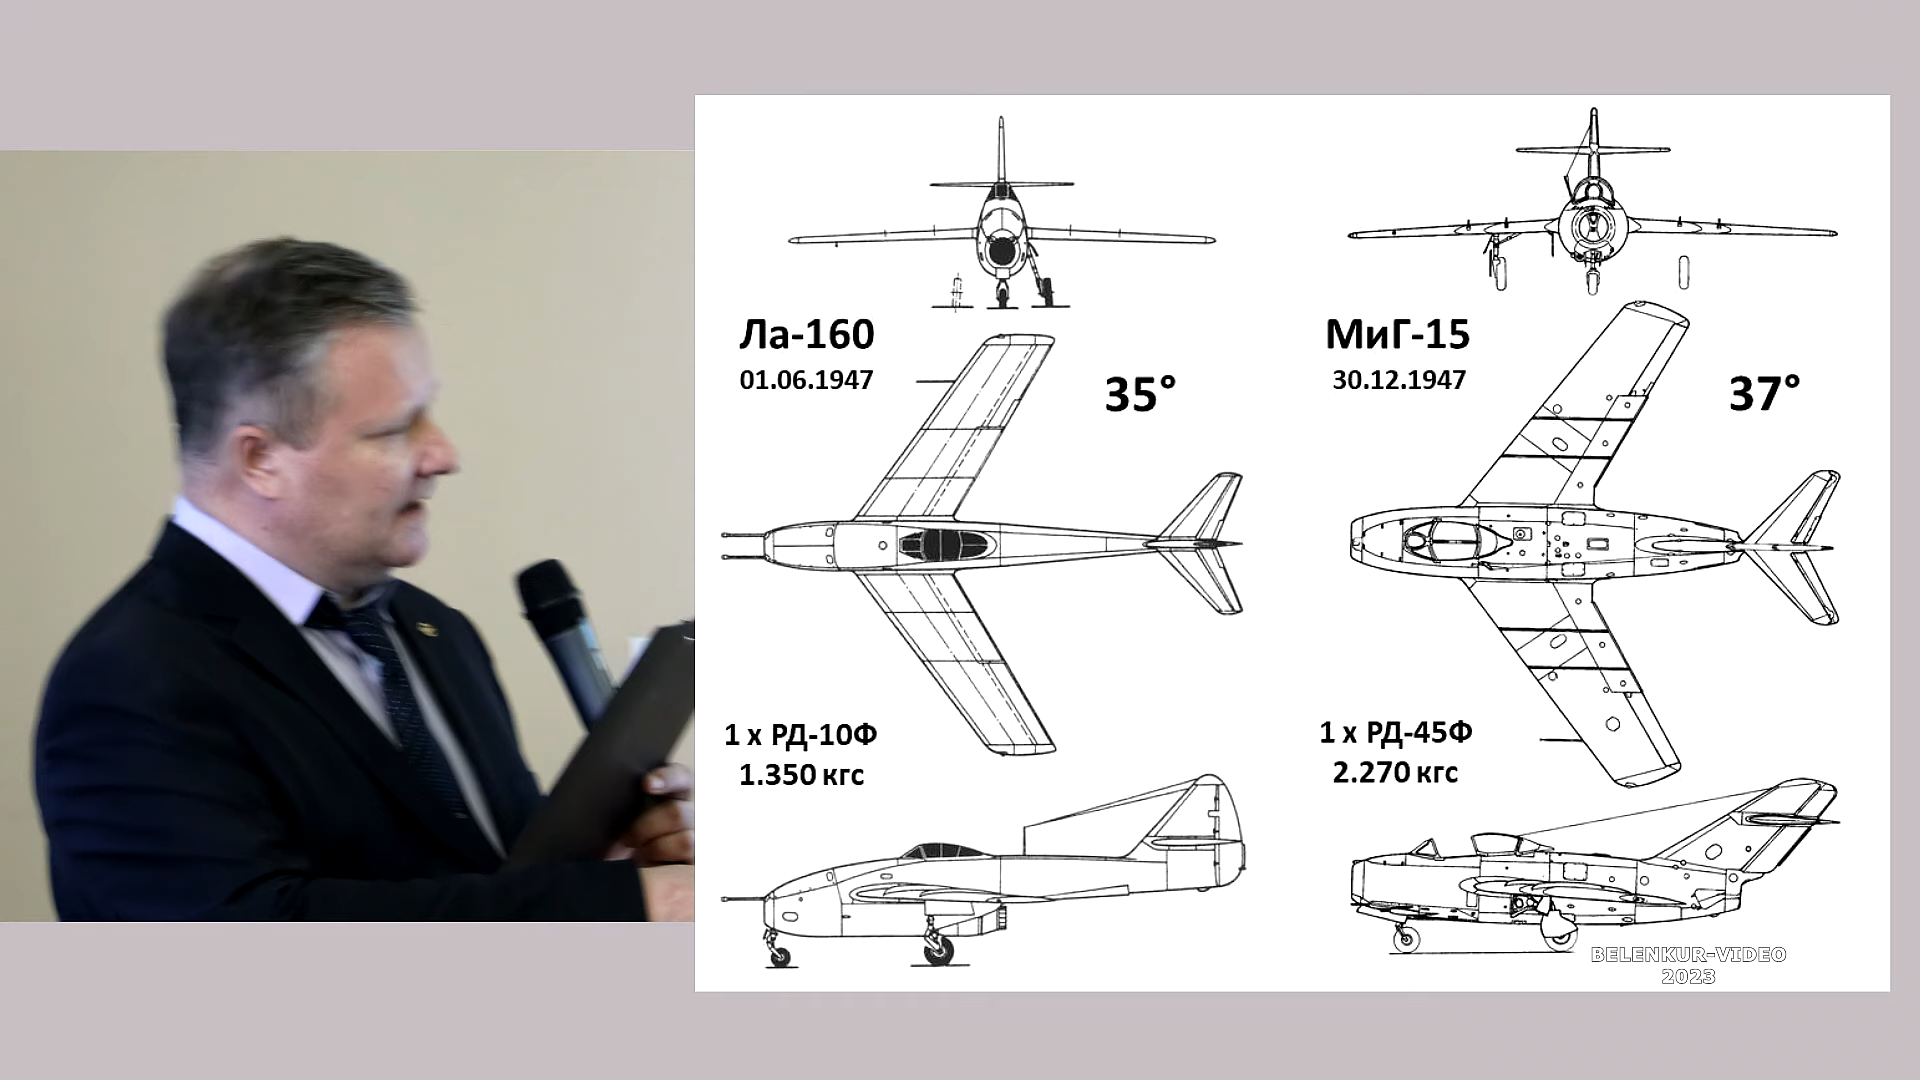 Ла-160
01.06.1947
35°
МиГ-15
30.12.1947
37°
1 х РД-10Ф
1.350 кгс
1 х РД-45Ф
2.270 кгс
BELENKUR-VIDEO
2023